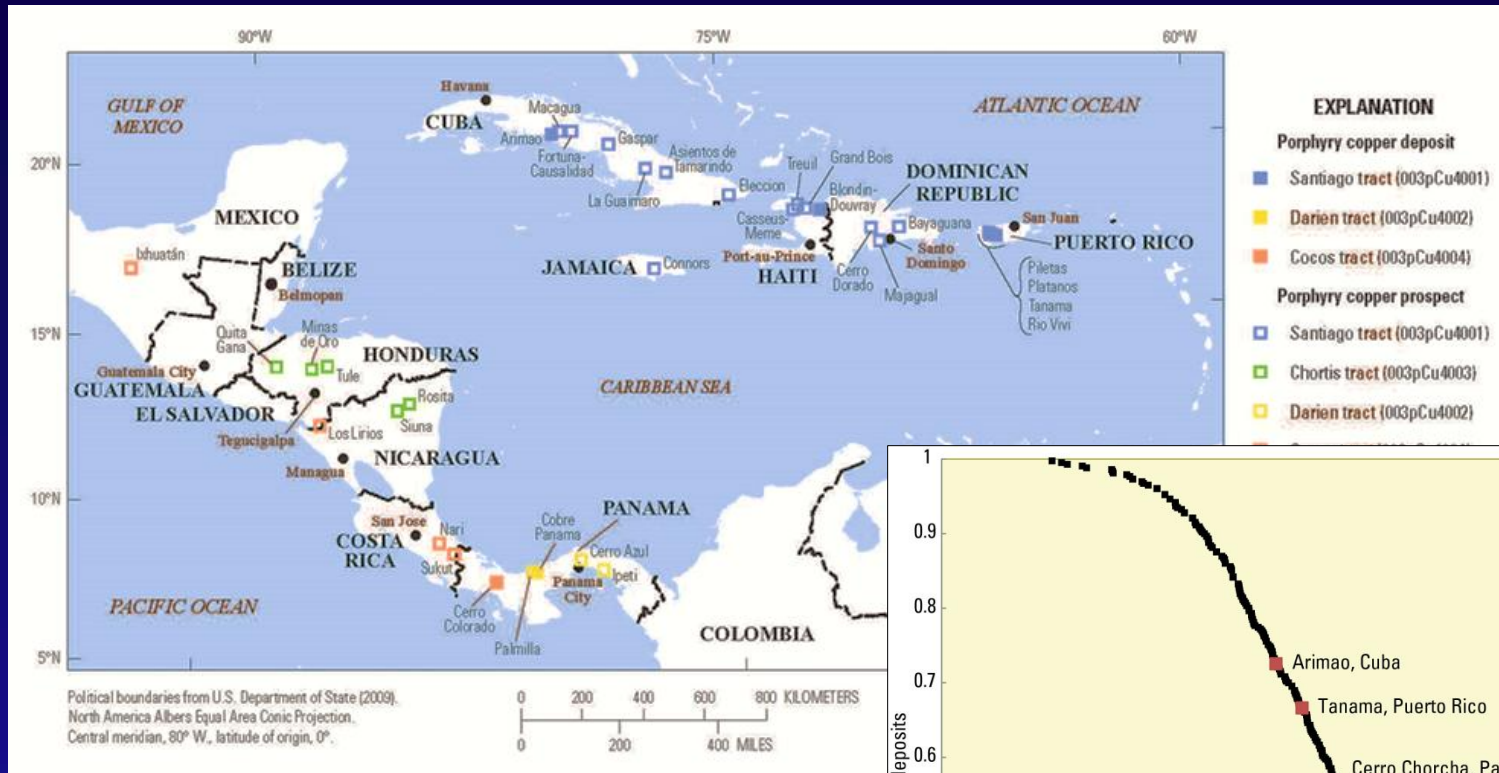 90°W
75°W
60°W
GULF OF
MEXICO
Havana
CUBA
Macagua
Arimao
Fortuna-
Causalidad
Gaspar
La Guaimaro
Asientos de
Tamarindo
Eleccion
Treuil
Grand Bois
Casseus-
Meme
Blondin-
Douvray
DOMINICAN
REPUBLIC
Bayaguana
San Juan
PUERTO RICO
ATLANTIC OCEAN
20°N
MEXICO
Ixhuatán
BELIZE
Belmopan
JAMAICA
Connors
Port-au-Prince
HAITI
Cerro
Dorado
Santo
Domingo
Majagual
Piletas
Platanos
Tanama
Rio Vivi
15°N
Quita
Gana
Minas
de Oro
HONDURAS
Tule
Guatemala City
GUATEMALA
EL SALVADOR
Tegucigalpa
Rosita
Siuna
Los Lirios
CARIBBEAN SEA
Managua
NICARAGUA
10°N
San Jose
COSTA
RICA
Nari
Sukut
Cobre
Panama
PANAMA
Cerro Azul
Ipeti
Panama
City
Cerro
Colorado
Palmilla
COLOMBIA
PACIFIC OCEAN
5°N
Political boundaries from U.S. Department of State (2009).
North America Albers Equal Area Conic Projection.
Central meridian, 80° W., latitude of origin, 0°.
0 200 400 600 800 KILOMETERS
0 200 400 MILES
EXPLANATION
Porphyry copper deposit
Santiago tract (003pCu4001)
Darien tract (003pCu4002)
Cocos tract (003pCu4004)
Porphyry copper prospect
Santiago tract (003pCu4001)
Chortis tract (003pCu4003)
Darien tract (003pCu4002)
1
0.9
0.8
0.7
0.6
deposits
Arimao, Cuba
Tanama, Puerto Rico
Cerro Chorcha, Pa